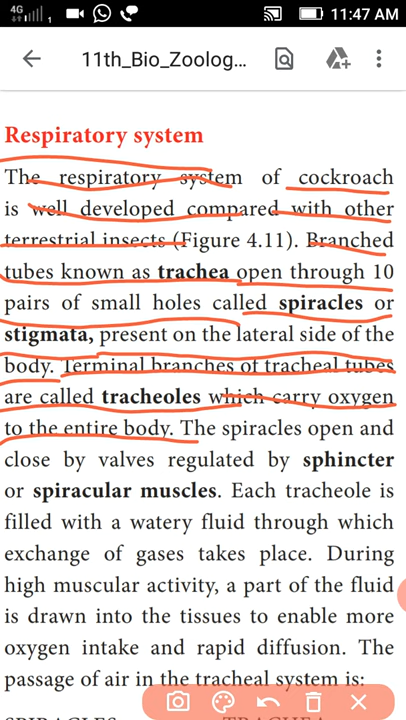 4G
1
11:47 AM
11th_Bio_Zoolog...
Respiratory system
The respiratory system of cockroach
is well developed compared with other
terrestrial insects (Figure 4.11). Branched
tubes known as trachea open through 10
pairs of small holes called spiracles or
stigmata, present on the lateral side of the
body. Terminal branches of tracheal tubes
are called tracheoles which carry oxygen
to the entire body. The spiracles open and
close by valves regulated by sphincter
or spiracular muscles. Each tracheole is
filled with a watery fluid through which
exchange of gases takes place. During
high muscular activity, a part of the fluid
is drawn into the tissues to enable more
oxygen intake and rapid diffusion. The
passage of air in the tracheal system is: